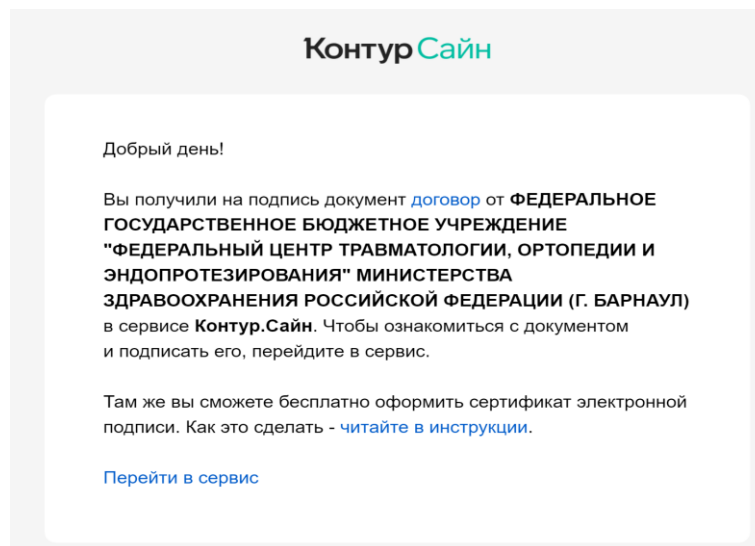 Контур Сайн
Добрый день!
Вы получили на подпись документ договор от ФЕДЕРАЛЬНОЕ
ГОСУДАРСТВЕННОЕ БЮДЖЕТНОЕ УЧРЕЖДЕНИЕ
"ФЕДЕРАЛЬНЫЙ ЦЕНТР ТРАВМАТОЛОГИИ, ОРТОПЕДИИ И
ЭНДОПРОТЕЗИРОВАНИЯ" МИНИСТЕРСТВА
ЗДРАВООХРАНЕНИЯ РОССИЙСКОЙ ФЕДЕРАЦИИ (Г. БАРНАУЛ)
в сервисе Контур.Сайн. Чтобы ознакомиться с документом
и подписать его, перейдите в сервис.
Там же вы сможете бесплатно оформить сертификат электронной
подписи. Как это сделать - читайте в инструкции.
Перейти в сервис